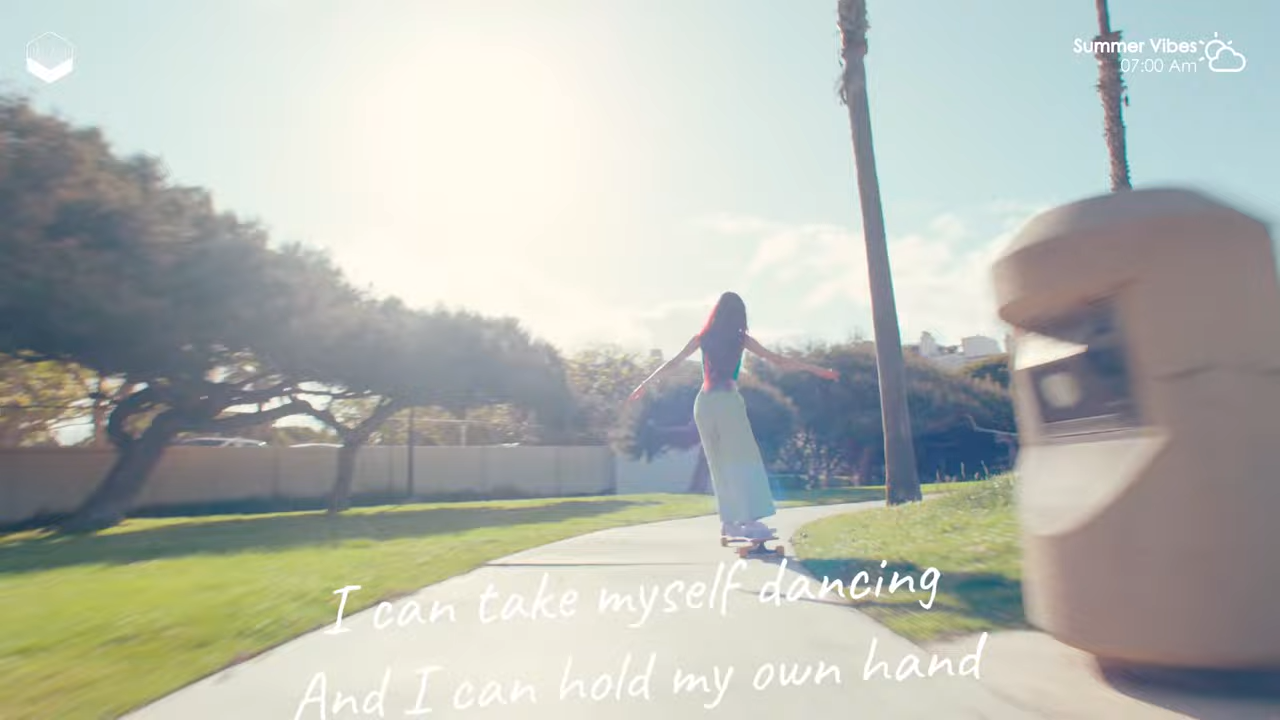 Summer Vibes
07:00 Am
I can take myself dancing
And I can hold my own hand